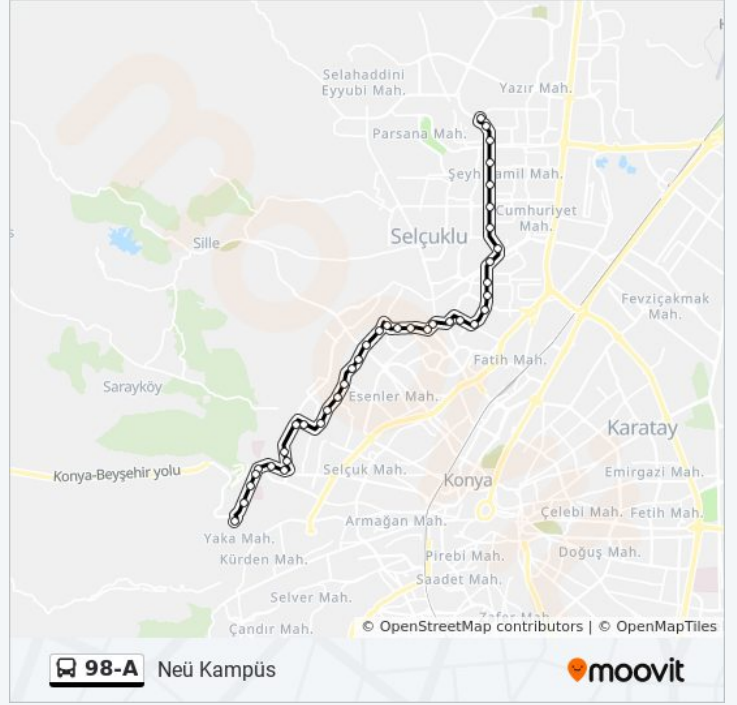 Selahaddini
Eyyubi Mah.
Yazır Mah.
Parsana Mah.
Şeyh
amil Mah.
Cumhuriyet
Mah.
Selçuklu
Sille
Fevziçakmak
Mah.
Fatih Mah.
Sarayköy
Esenler Mah.
Karatay
Konya-Beyşehir yolu
Selçuk Mah.
Konya
Emirgazi Mah.
Çelebi Mah.
Fetih Mah.
Armağan Mah.
Yaka Mah.
Kürden Mah.
Pirebi Mah.
Doğuş Mah.
Saadet Mah.
Selver Mah.
Zafer Mah.
Çandır Mah.
© OpenStreetMap contributors | © OpenMapTiles
98-A Neü Kampüs
moovit